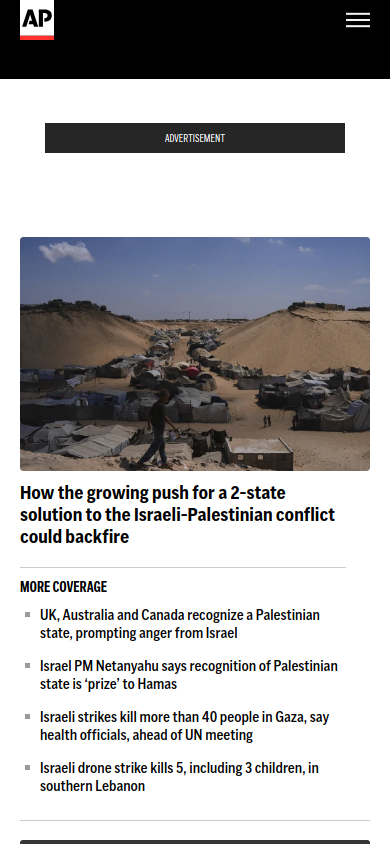 AP
ADVERTISEMENT
How the growing push for a 2-state
solution to the Israeli-Palestinian conflict
could backfire
MORE COVERAGE
UK, Australia and Canada recognize a Palestinian
state, prompting anger from Israel
Israel PM Netanyahu says recognition of Palestinian
state is ‘prize’ to Hamas
Israeli strikes kill more than 40 people in Gaza, say
health officials, ahead of UN meeting
Israeli drone strike kills 5, including 3 children, in
southern Lebanon